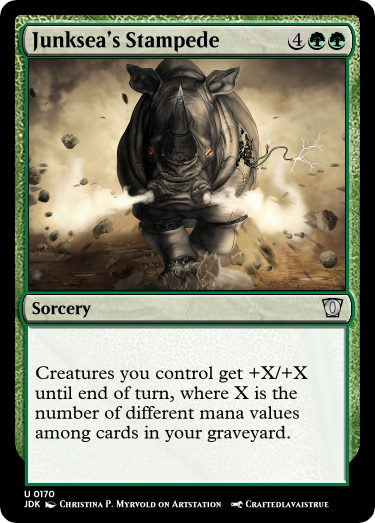 Junksea's Stampede 4
Sorcery
Creatures you control get +X/+X
until end of turn, where X is the
number of different mana values
among cards in your graveyard.
U 0170
JDK Christina P. Myrvold on Artstation Craftedlavaistrue